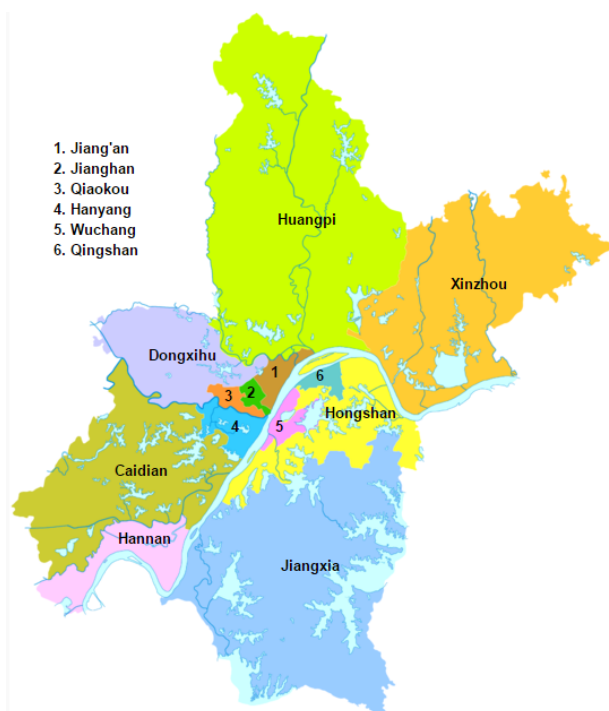 1. Jiang'an
2. Jianghan
3. Qiaokou
4. Hanyang
5. Wuchang
6. Qingshan
Huangpi
Xinzhou
Dongxihu
1
6
2
3
Hongshan
4
5
Caidian
Hannan
Jiangxia